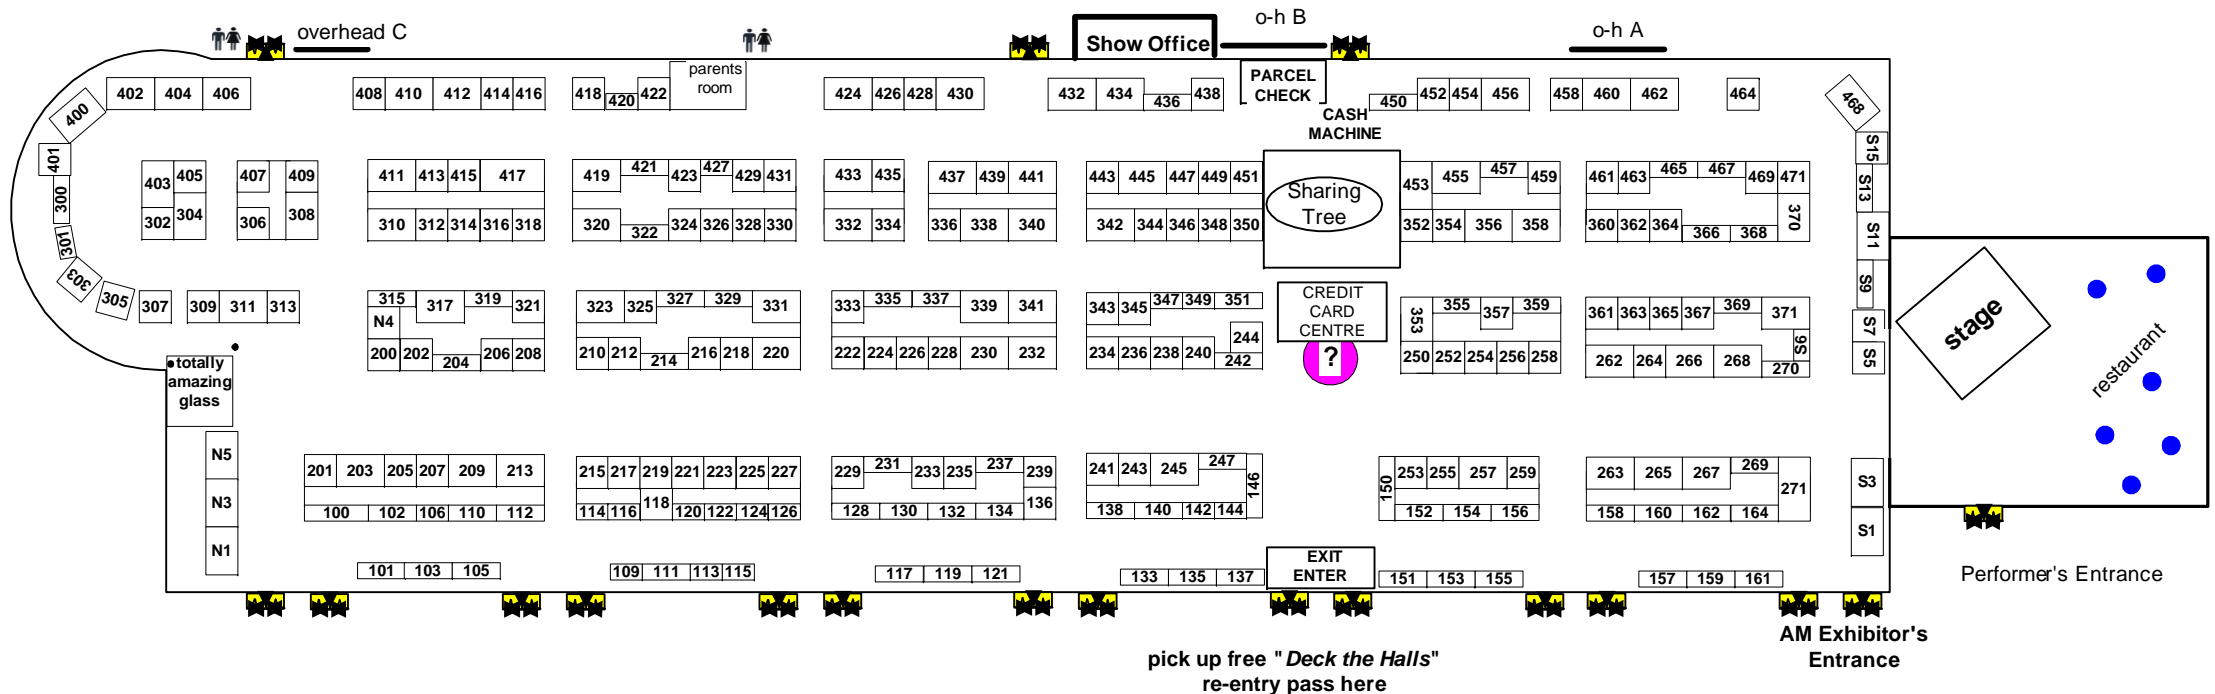 overhead C
o-h B
o-h A
Show Office
parents
room
PARCEL
CHECK
402 404 406
408 410 412 414 416
418 420 422
424 426 428 430
432 434 436 438
450 452 454 456
458 460 462
464
468
400
CASH
MACHINE
401
403 405
407 409
411 413 415 417
419 421 423 427 429 431
433 435
437 439 441
443 445 447 449 451
453 455 457 459
461 463 465 467 469 471
S15
S13
300
302 304
306 308
310 312 314 316 318
320 322 324 326 328 330
332 334
336 338 340
342 344 346 348 350
Sharing
Tree
352 354 356 358
360 362 364 366 368 370
S11
301
303
305
307
309 311 313
315 317 319 321
N4
323 325 327 329 331
333 335 337 339 341
343 345 347 349 351
CREDIT
CARD
CENTRE
?
353 355 357 359
361 363 365 367 369 371
S9
S7
S5
stage
restaurant
200 202 204 206 208
210 212 214 216 218 220
222 224 226 228 230 232
234 236 238 240 242 244
250 252 254 256 258
262 264 266 268 270
9S
totally
amazing
glass
N5
N3
N1
201 203 205 207 209 213
215 217 219 221 223 225 227
229 231 233 235 237 239
241 243 245 247
146
150
253 255 257 259
263 265 267 269 271
S3
S1
100 102 106 110 112
114 116 118 120 122 124 126
128 130 132 134 136
138 140 142 144
152 154 156
158 160 162 164
101 103 105
109 111 113 115
117 119 121
133 135 137
EXIT
ENTER
151 153 155
157 159 161
Performer's Entrance
AM Exhibitor's
Entrance
pick up free "Deck the Halls"
re-entry pass here